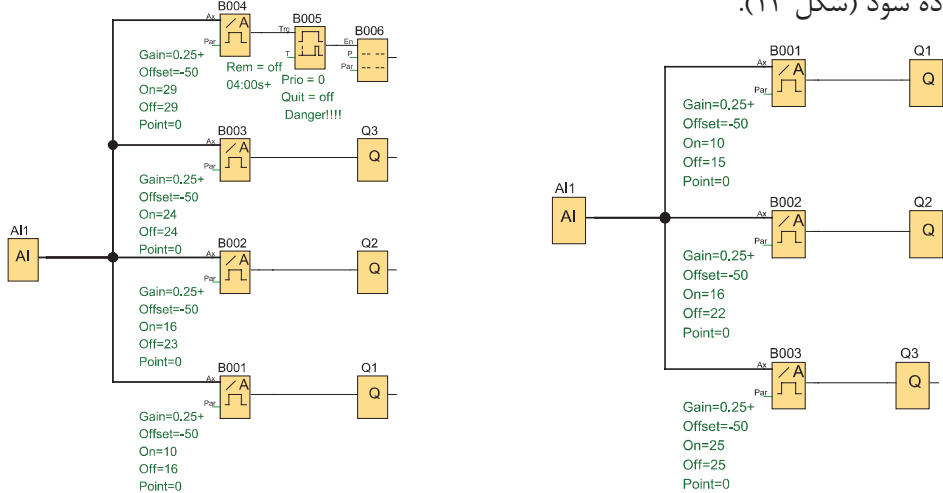 ده شود (شکل ۱۳).
B004
Ax
Par
Gain=0.25+
Offset=-50
On=29
Off=29
Point=0
B005
Trg
T
Rem = off
04:00s+
B006
En
P
Par
Prio = 0
Quit = off
Danger!!!!
B003
Ax
Par
Gain=0.25+
Offset=-50
On=24
Off=24
Point=0
Q3
Q
AI1
AI
B002
Ax
Par
Gain=0.25+
Offset=-50
On=16
Off=23
Point=0
Q2
Q
B001
Ax
Par
Gain=0.25+
Offset=-50
On=10
Off=16
Point=0
Q1
Q
B001
Ax
Par
Gain=0.25+
Offset=-50
On=10
Off=15
Point=0
Q1
Q
AI1
AI
B002
Ax
Par
Gain=0.25+
Offset=-50
On=16
Off=22
Point=0
Q2
Q
B003
Ax
Par
Gain=0.25+
Offset=-50
On=25
Off=25
Point=0
Q3
Q